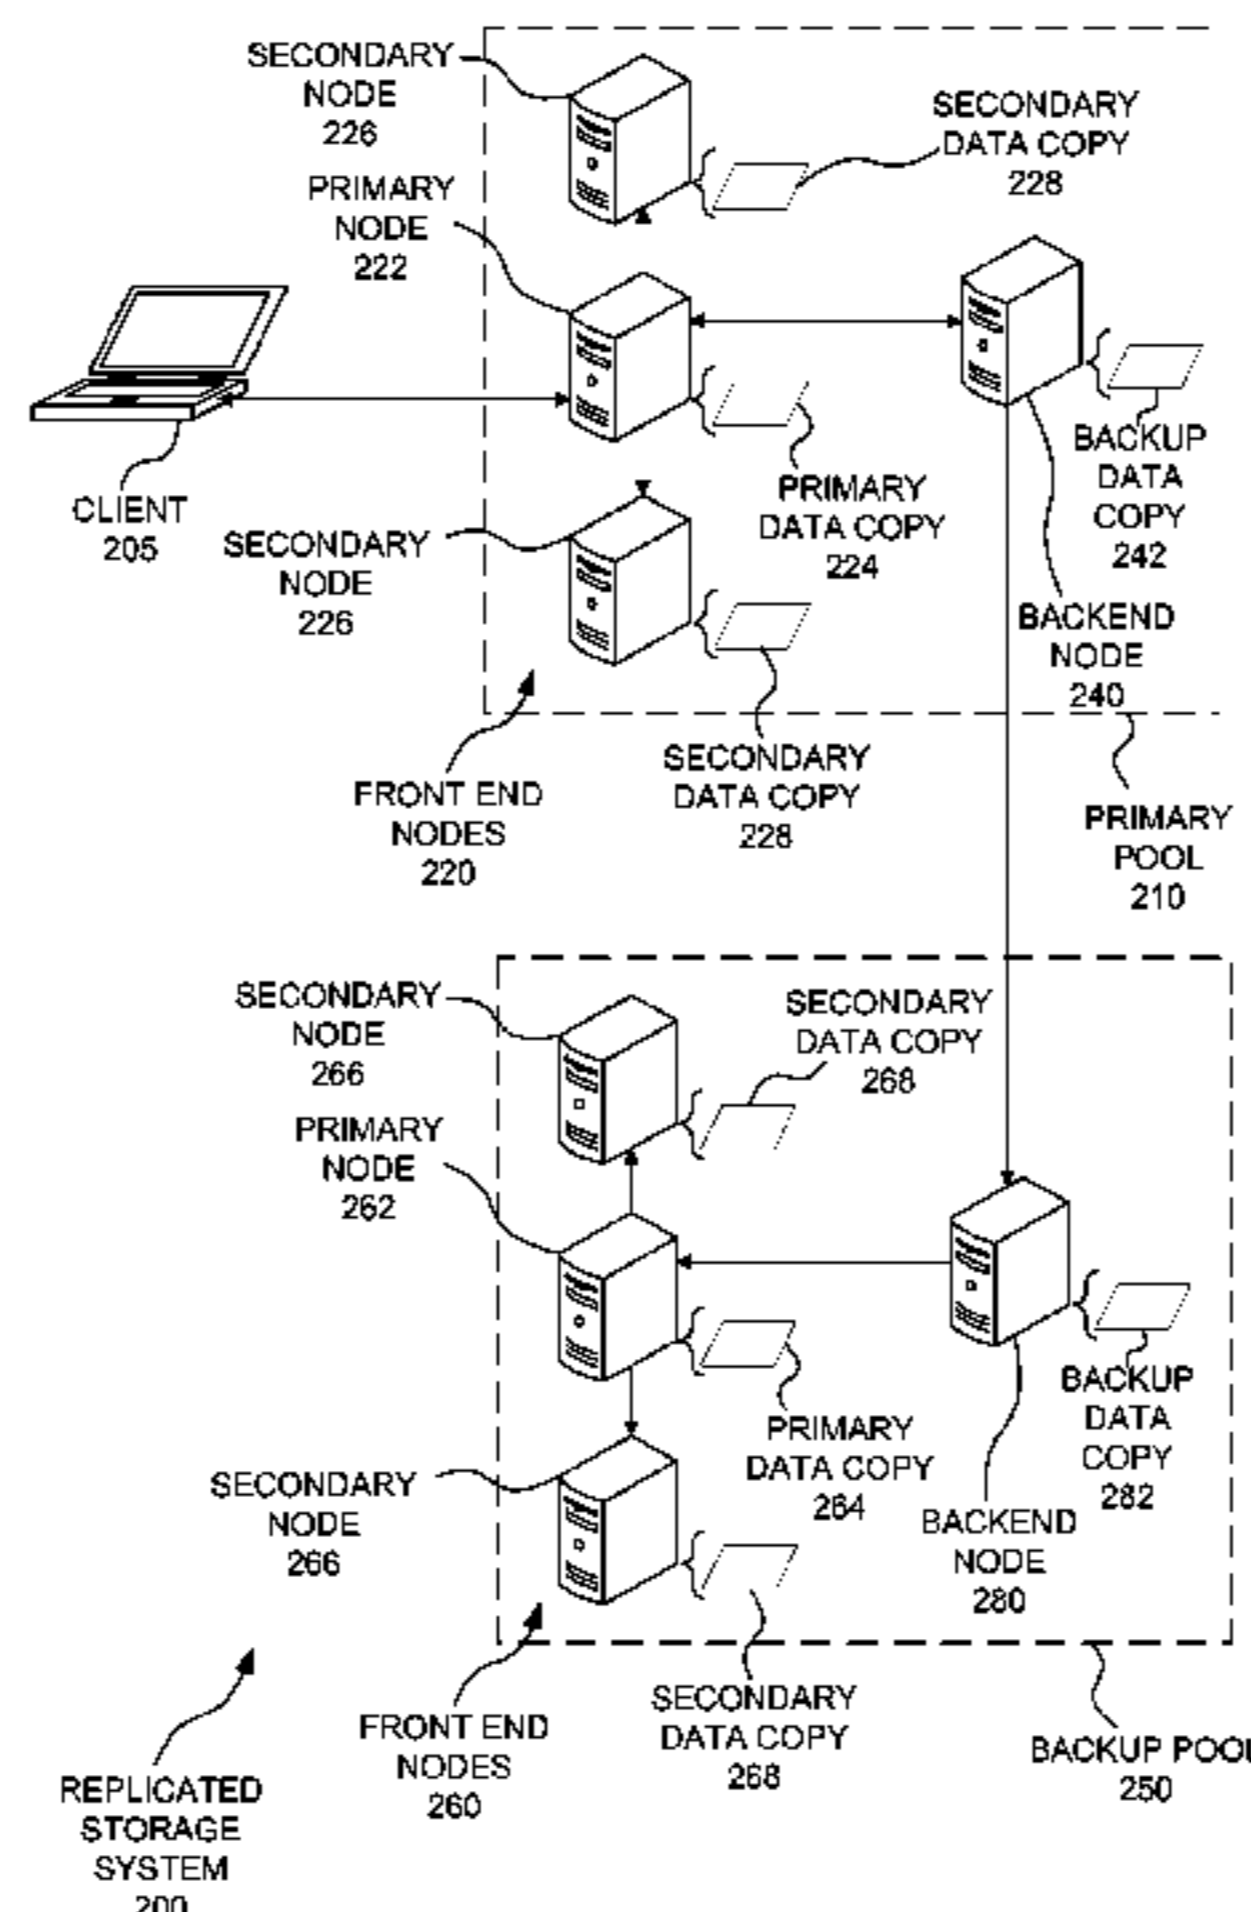 SECONDARY
NODE
226
SECONDARY
DATA COPY
228
PRIMARY
NODE
222
BACKUP
DATA
COPY
242
PRIMARY
DATA COPY
224
CLIENT
205
SECONDARY
NODE
226
BACKEND
NODE
240
SECONDARY
DATA COPY
228
FRONT END
NODES
220
PRIMARY
POOL
210
SECONDARY
NODE
266
SECONDARY
DATA COPY
268
PRIMARY
NODE
262
BACKUP
DATA
COPY
282
PRIMARY
DATA COPY
264
SECONDARY
NODE
266
BACKEND
NODE
280
SECONDARY
DATA COPY
268
FRONT END
NODES
260
BACKUP POOL
250
REPLICATED
STORAGE
SYSTEM
200